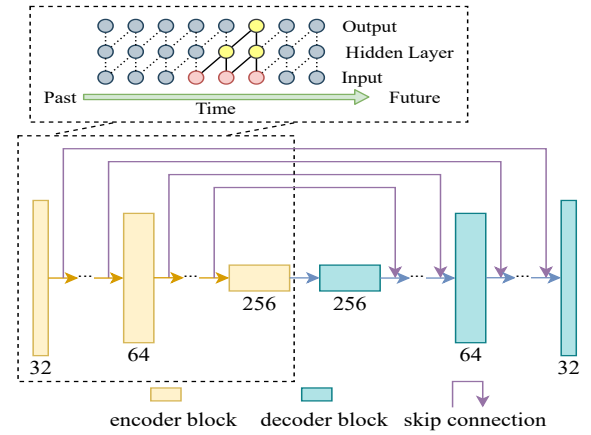 Output
Hidden Layer
Input
Past
Future
Time
...
...
...
...
256
256
64
64
32
32
encoder block
decoder block
skip connection